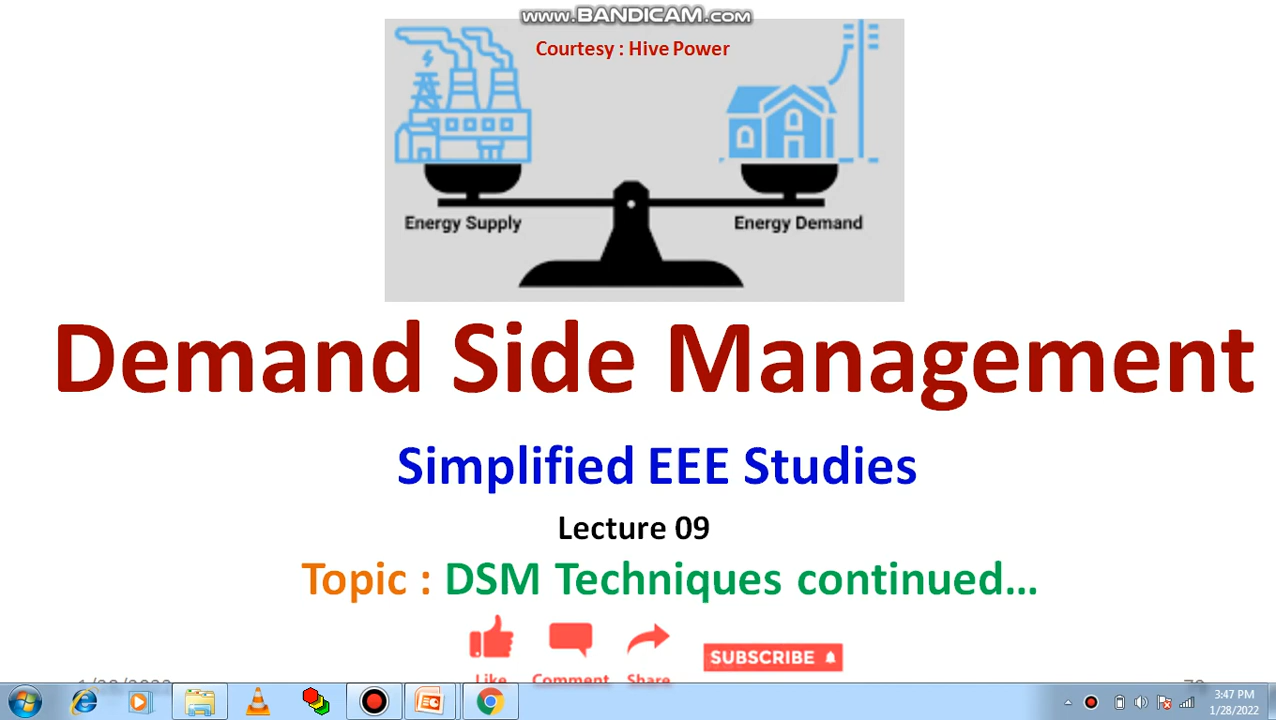 www.BANDICAM.com
Courtesy : Hive Power
Energy Supply
Energy Demand
Demand Side Management
Simplified EEE Studies
Lecture 09
Topic : DSM Techniques continued...
SUBSCRIBE
Like
Comment
Share
3:47 PM
1/28/2022